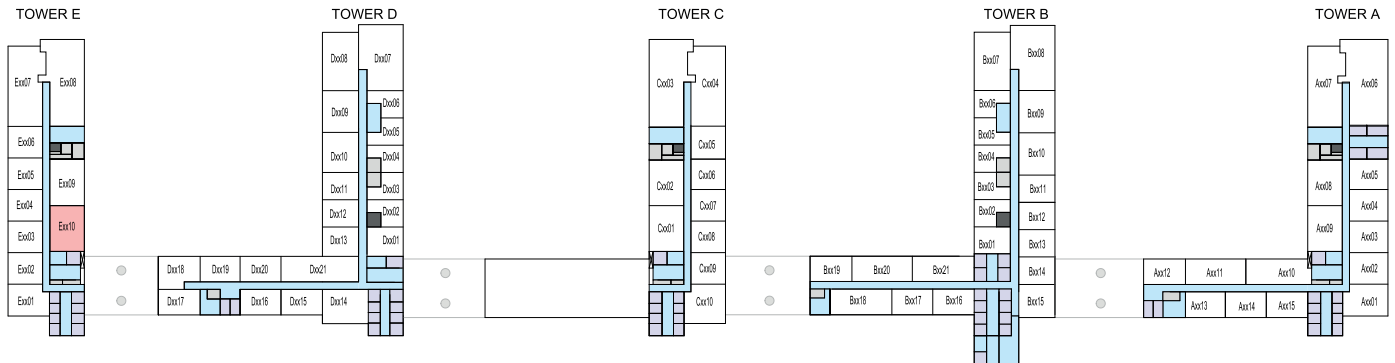 TOWER E
TOWER D
TOWER C
TOWER B
TOWER A
Exx07
Exx08
Exx06
Exx05
Exx09
Exx04
Exx10
Exx03
Exx02
Exx01
Dxx08
Dxx07
Dxx09
Dxx06
Dxx05
Dxx10
Dxx04
Dxx11
Dxx03
Dxx12
Dxx02
Dxx13
Dxx01
Dxx18
Dxx19
Dxx20
Dxx21
Dxx17
Dxx16
Dxx15
Dxx14
Cxx03
Cxx04
Cxx05
Cxx02
Cxx06
Cxx07
Cxx01
Cxx08
Cxx09
Cxx10
Bxx07
Bxx08
Bxx06
Bxx09
Bxx05
Bxx04
Bxx10
Bxx03
Bxx11
Bxx02
Bxx12
Bxx01
Bxx13
Bxx19
Bxx20
Bxx21
Bxx14
Bxx18
Bxx17
Bxx16
Bxx15
Axx07
Axx06
Axx08
Axx05
Axx04
Axx09
Axx03
Axx12
Axx11
Axx10
Axx02
Axx13
Axx14
Axx15
Axx01